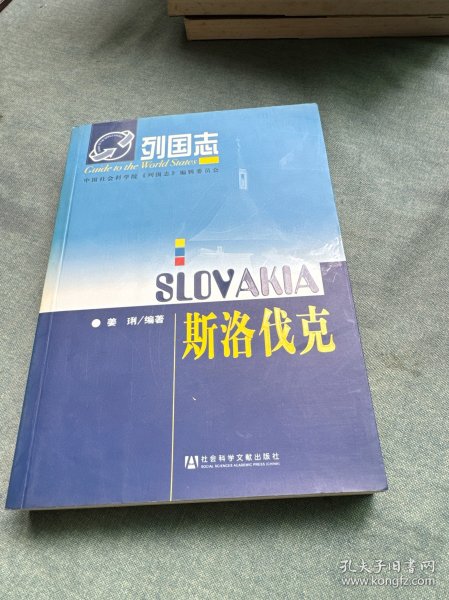 列国志
Guide to the World States
中国社会科学院《列国志》编辑委员会
SLOVAKIA
斯洛伐克
姜琍/编著
社会科学文献出版社
SOCIAL SCIENCES ACADEMIC PRESS (CHINA)
孔夫子旧书网
www.kongfz.com